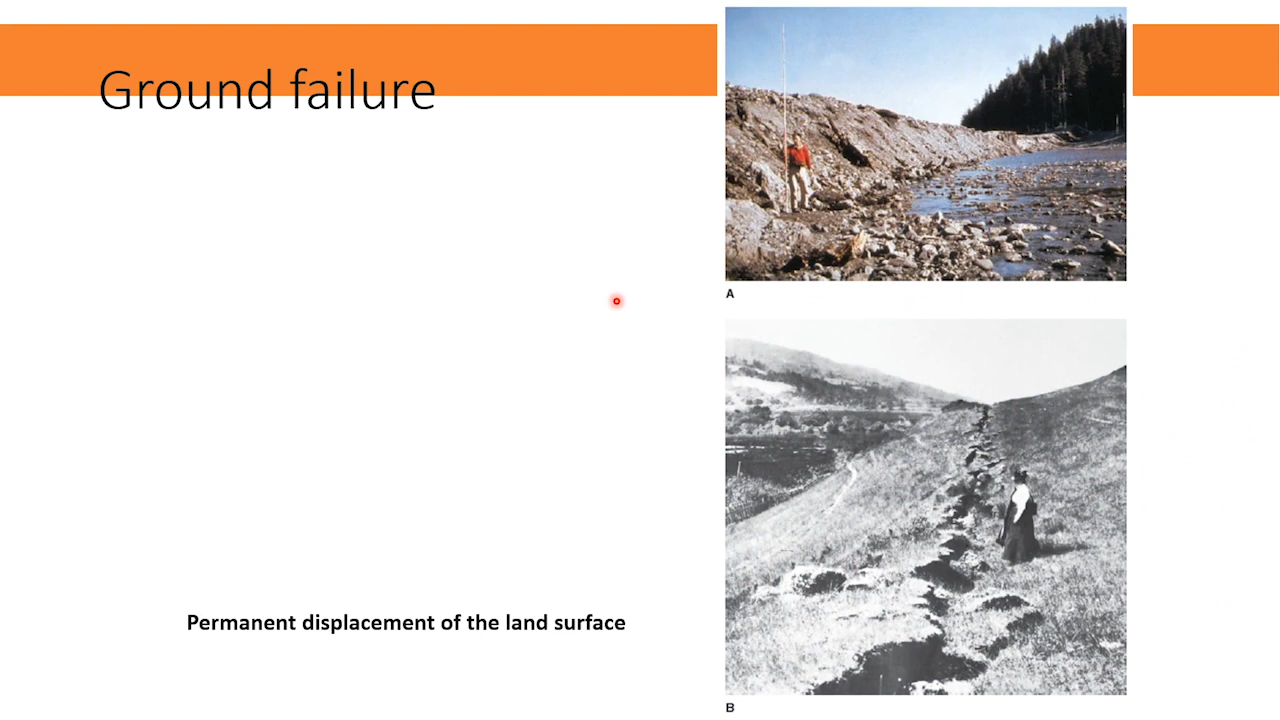 Ground failure
A
Permanent displacement of the land surface
B